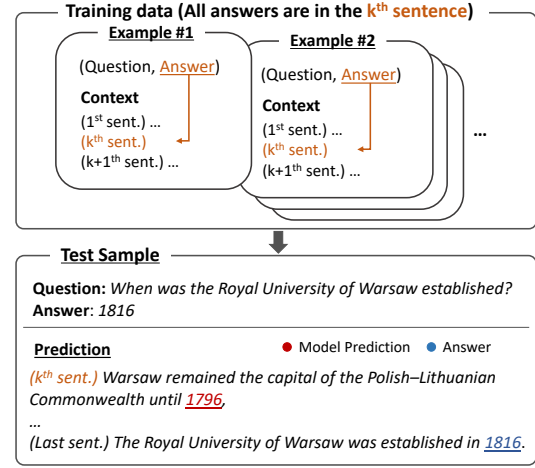 Training data (All answers are in the kth sentence)
Example #1
(Question, Answer)
Context
(1st sent.) ...
(kth sent.)
(k+1th sent.) ...
Example #2
(Question, Answer)
Context
(1st sent.) ...
(kth sent.)
(k+1th sent.) ...
...
Test Sample
Question: When was the Royal University of Warsaw established?
Answer: 1816
Prediction
Model Prediction
Answer
(kth sent.) Warsaw remained the capital of the Polish–Lithuanian
Commonwealth until 1796,
...
(Last sent.) The Royal University of Warsaw was established in 1816.